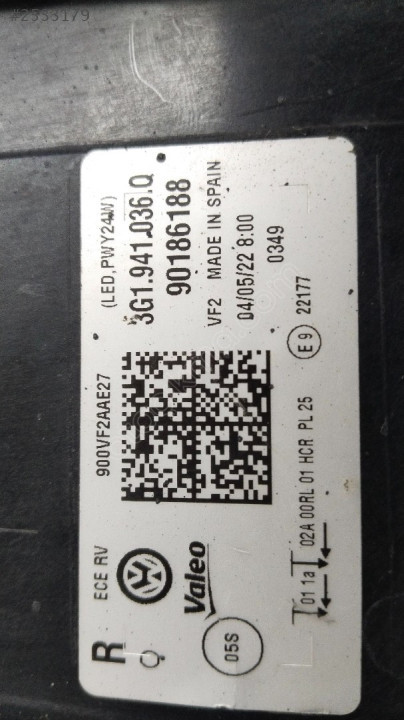 #2553179
R
ECE RV
900VF2AAE27
(LED,PWY24W)
3G1.941.036.Q
90186188
Valeo
VF2 MADE IN SPAIN
04/05/22 8:00
0349
05S
01 1a 02A 00RL 01 HCR PL 25
E 9 22177